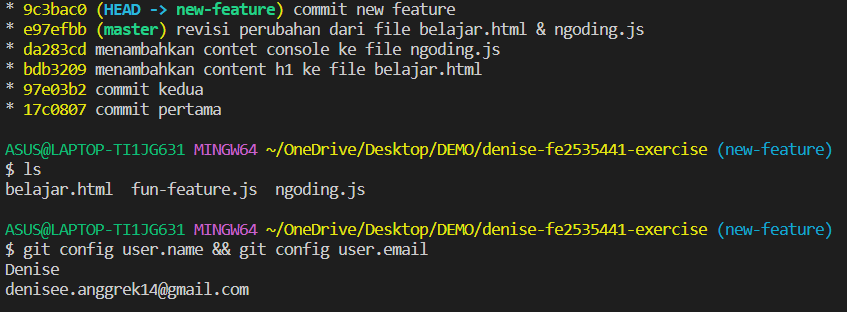 * 9c3bac0 (HEAD -> new-feature) commit new feature
* e97efbb (master) revisi perubahan dari file belajar.html & ngoding.js
* da283cd menambahkan contet console ke file ngoding.js
* bdb3209 menambahkan content h1 ke file belajar.html
* 97e03b2 commit kedua
* 17c0807 commit pertama
ASUS@LAPTOP-TI1JG631 MINGW64 ~/OneDrive/Desktop/DEMO/denise-fe2535441-exercise (new-feature)
$ ls
belajar.html  fun-feature.js  ngoding.js
ASUS@LAPTOP-TI1JG631 MINGW64 ~/OneDrive/Desktop/DEMO/denise-fe2535441-exercise (new-feature)
$ git config user.name && git config user.email
Denise
denisee.anggrek14@gmail.com